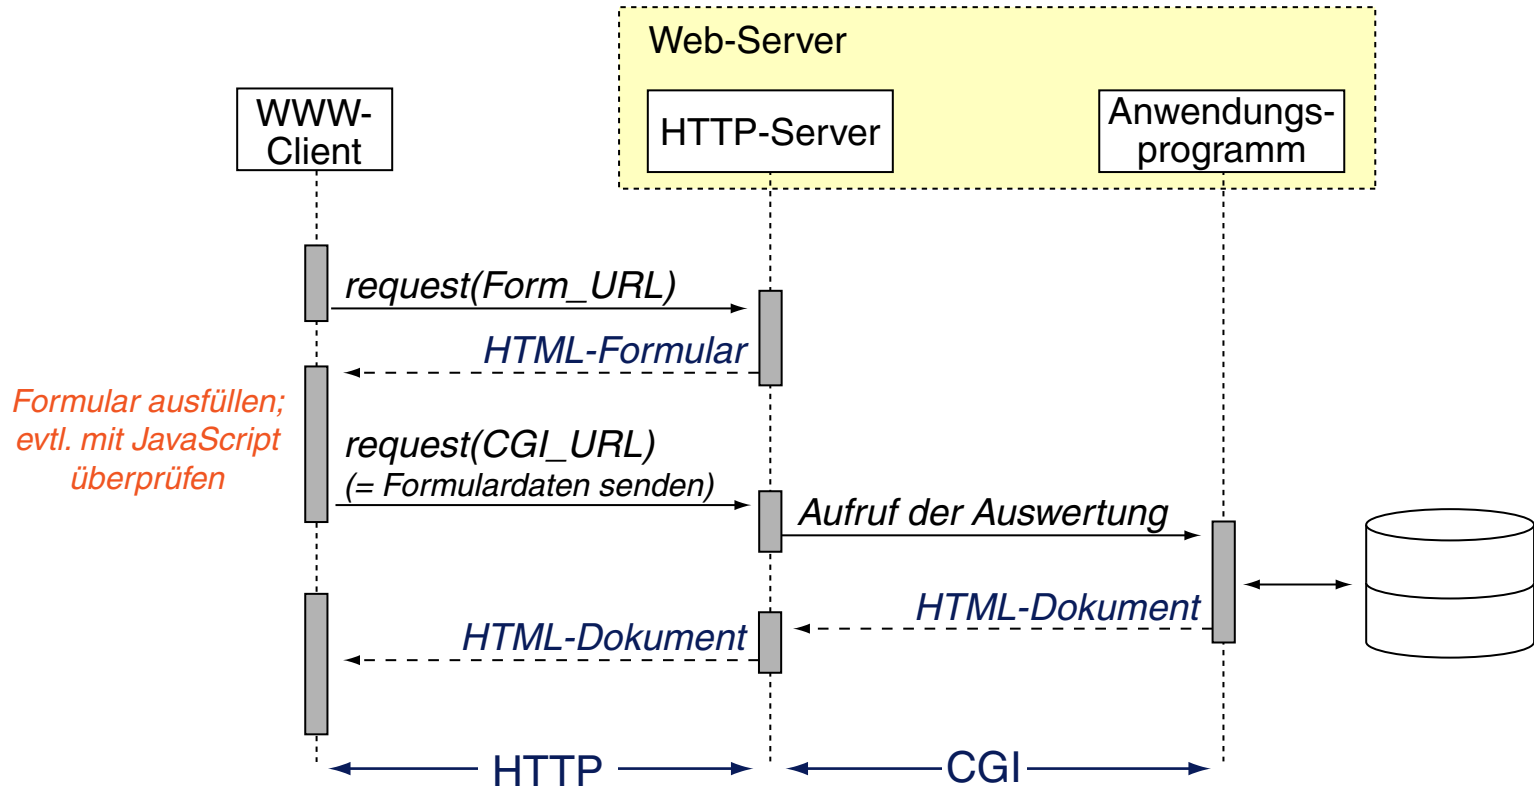 Web-Server
WWW-
Client
HTTP-Server
Anwendungs-
programm
request(Form_URL)
HTML-Formular
Formular ausfüllen;
evtl. mit JavaScript
überprüfen
request(CGI_URL)
(= Formulardaten senden)
Aufruf der Auswertung
HTML-Dokument
HTML-Dokument
HTTP
CGI